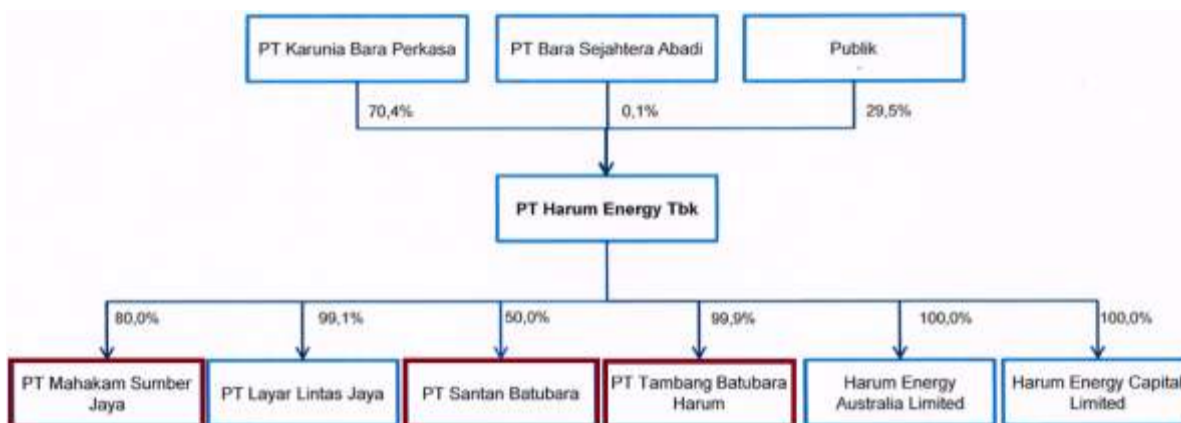 PT Karunia Bara Perkasa
PT Bara Sejahtera Abadi
Publik
70,4%
0,1%
29,5%
PT Harum Energy Tbk
80,0%
99,1%
50,0%
99,9%
100,0%
100,0%
PT Mahakam Sumber
Jaya
PT Layar Lintas Jaya
PT Santan Batubara
PT Tambang Batubara
Harum
Harum Energy
Australia Limited
Harum Energy Capital
Limited